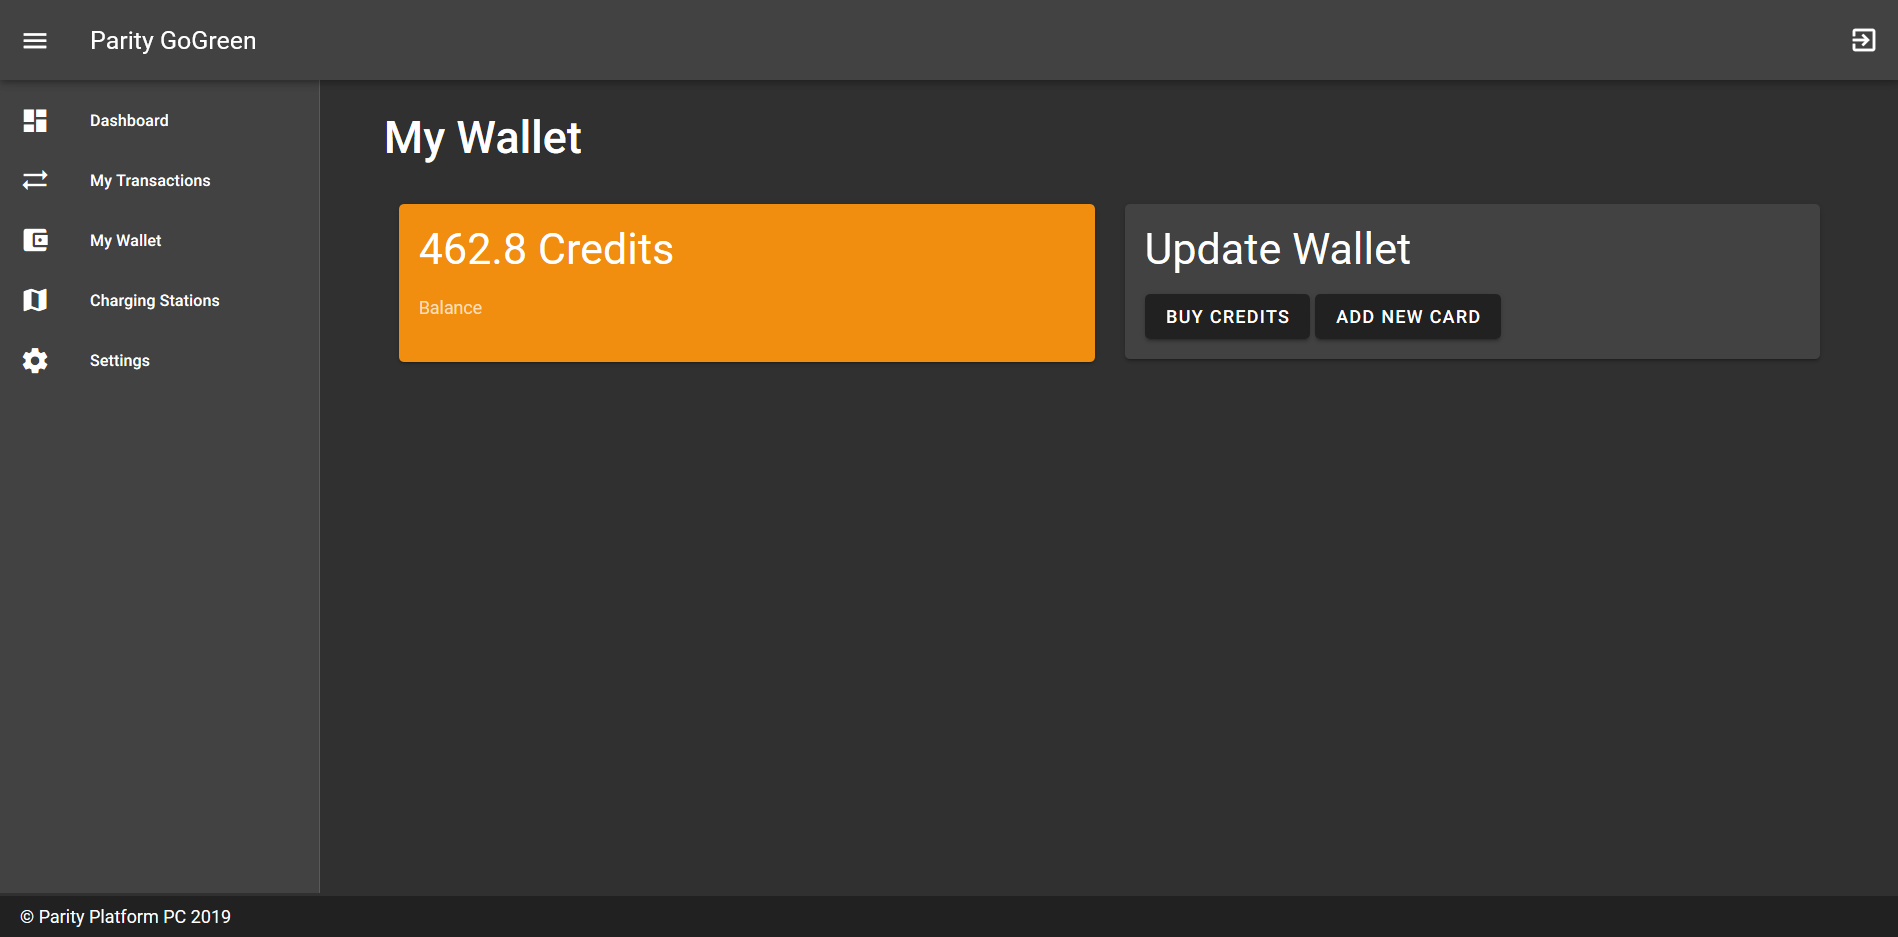 Parity GoGreen
Dashboard
My Transactions
My Wallet
Charging Stations
Settings
My Wallet
462.8 Credits
Balance
Update Wallet
BUY CREDITS
ADD NEW CARD
© Parity Platform PC 2019